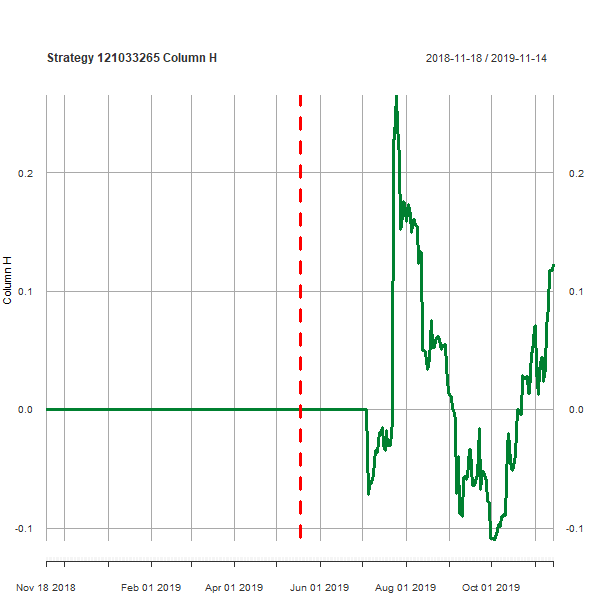 Strategy 121033265 Column H
2018-11-18 / 2019-11-14
Column H
0.2
0.2
0.1
0.1
0.0
0.0
-0.1
-0.1
Nov 18 2018
Feb 01 2019
Apr 01 2019
Jun 01 2019
Aug 01 2019
Oct 01 2019